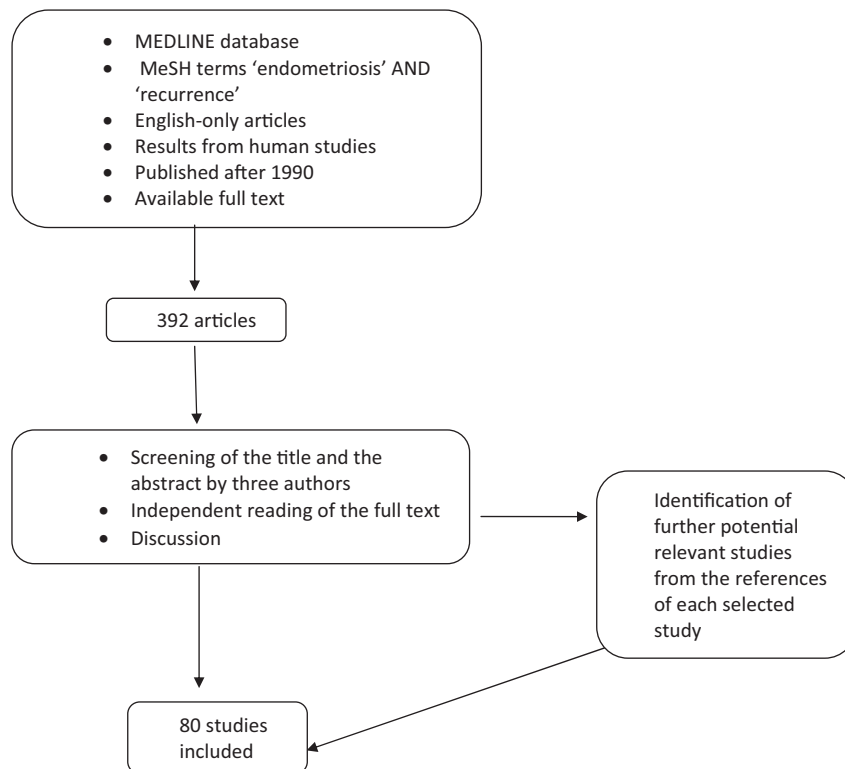 • MEDLINE database
• MeSH terms ‘endometriosis’ AND
‘recurrence’
• English-only articles
• Results from human studies
• Published after 1990
• Available full text
392 articles
• Screening of the title and the
abstract by three authors
• Independent reading of the full text
• Discussion
Identification of
further potential
relevant studies
from the references
of each selected
study
80 studies
included